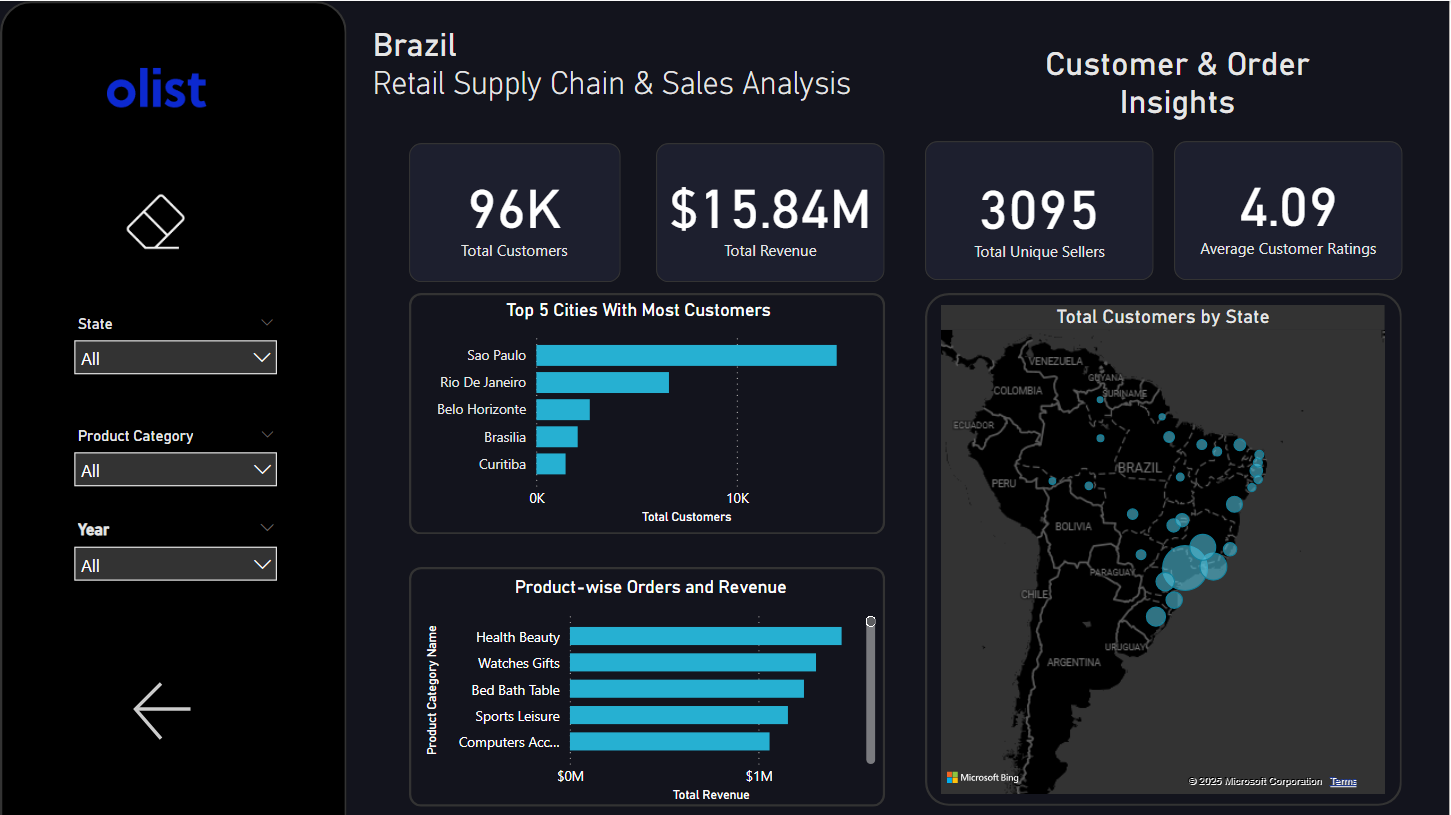 olist
State
All
Product Category
All
Year
All
Brazil
Retail Supply Chain & Sales Analysis
Customer & Order
Insights
96K
Total Customers
$15.84M
Total Revenue
3095
Total Unique Sellers
4.09
Average Customer Ratings
Top 5 Cities With Most Customers
Sao Paulo
Rio De Janeiro
Belo Horizonte
Brasilia
Curitiba
0K 10K
Total Customers
Product-wise Orders and Revenue
Product Category Name
Health Beauty
Watches Gifts
Bed Bath Table
Sports Leisure
Computers Acc...
$0M $1M
Total Revenue
Total Customers by State
VENEZUELA
GUYANA
SURINAME
COLOMBIA
ECUADOR
BRAZIL
PERU
BOLIVIA
PARAGUAY
CHILE
URUGUAY
ARGENTINA
Microsoft Bing
© 2025 Microsoft Corporation Terms